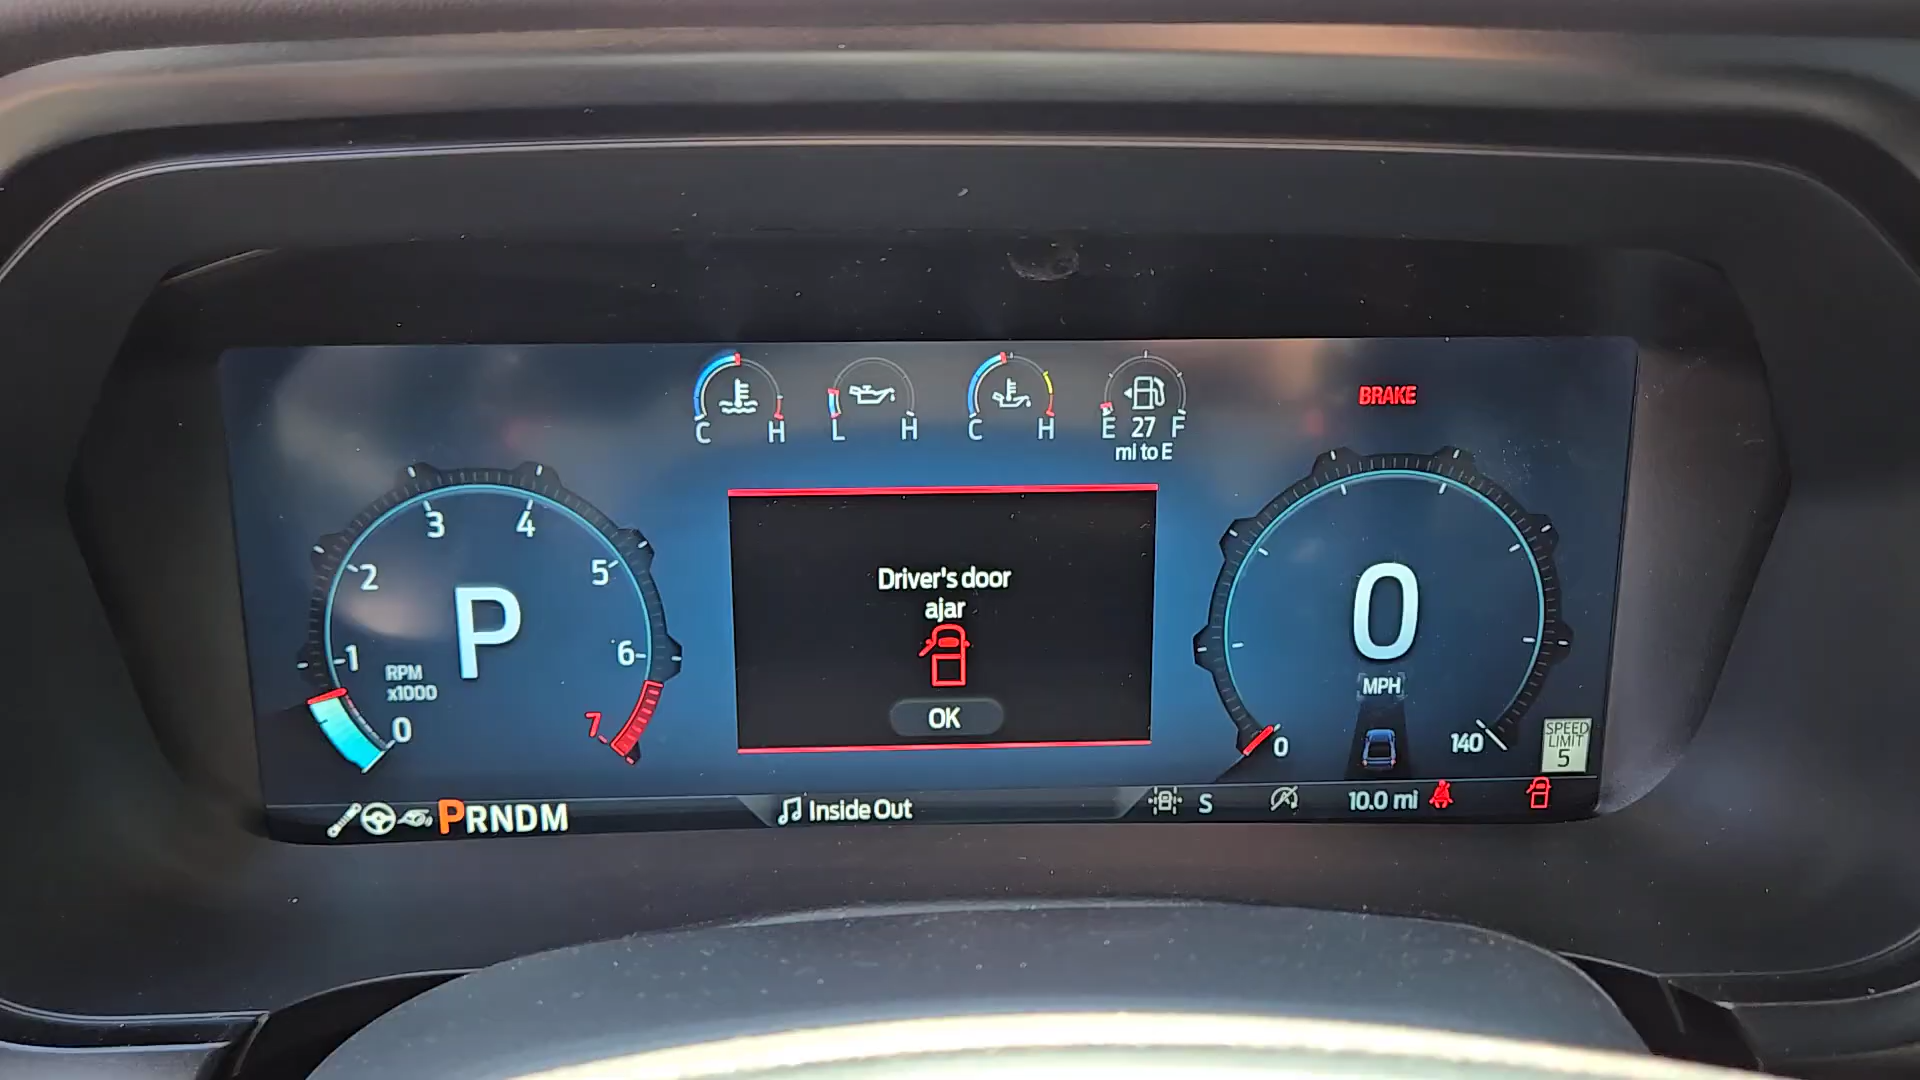 C H
L H
C H
E 27 F
mi to E
BRAKE
3 4
2 5
1 6
RPM
x1000
0 7
P
Driver's door
ajar
OK
0
MPH
0 140
SPEED
LIMIT
5
PRNDM
Inside Out
S
10.0 mi